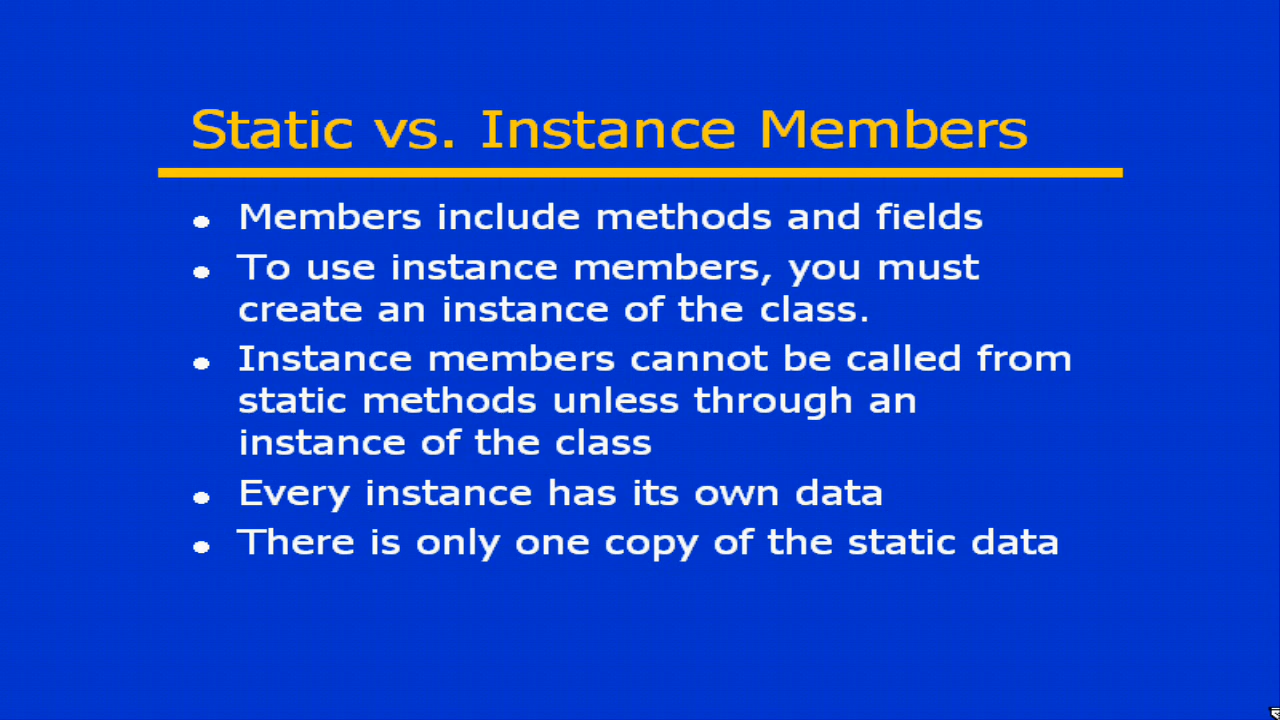 Static vs. Instance Members
• Members include methods and fields
• To use instance members, you must
create an instance of the class.
• Instance members cannot be called from
static methods unless through an
instance of the class
• Every instance has its own data
• There is only one copy of the static data